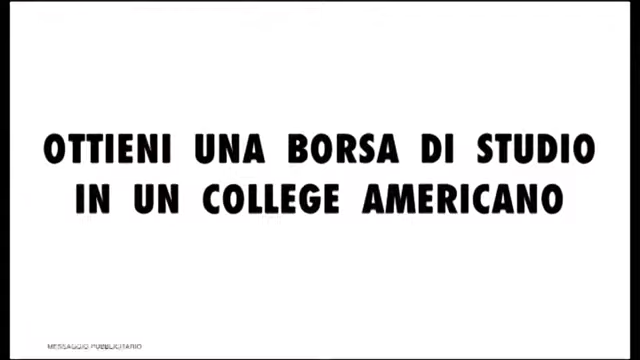 OTTIENI UNA BORSA DI STUDIO
IN UN COLLEGE AMERICANO
MESSAGGIO PUBBLICITARIO